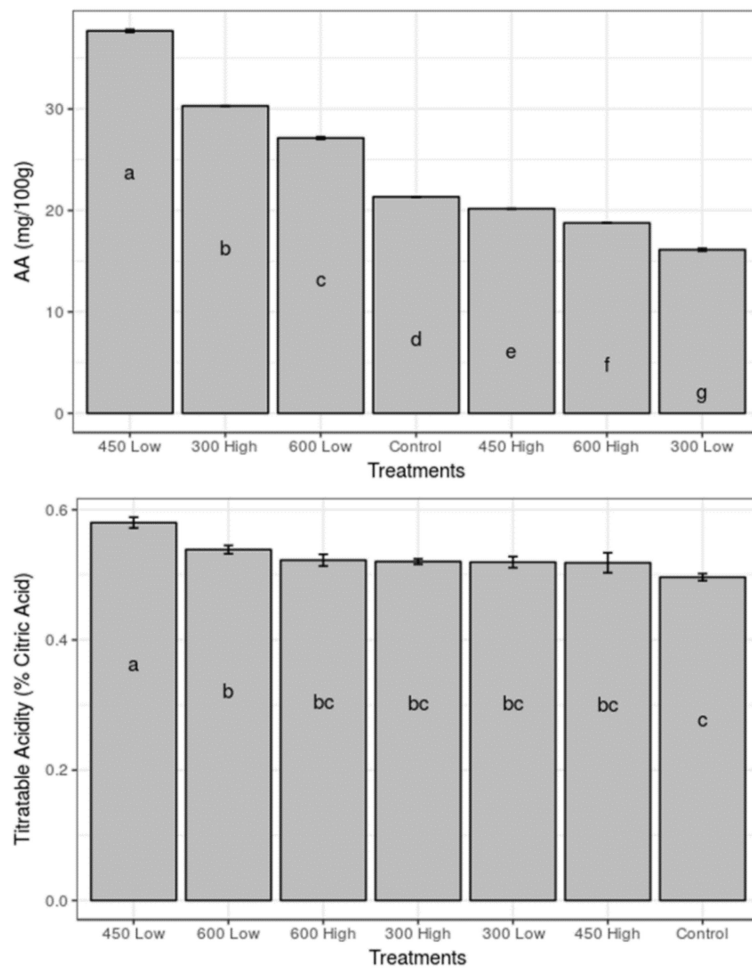 AA (mg/100g)
30
20
10
0
a
b
c
d
e
f
g
450 Low 300 High 600 Low Control 450 High 600 High 300 Low
Treatments
Titratable Acidity (% Citric Acid)
0.6
0.4
0.2
0.0
a
b
bc
bc
bc
bc
c
450 Low 600 Low 600 High 300 High 300 Low 450 High Control
Treatments